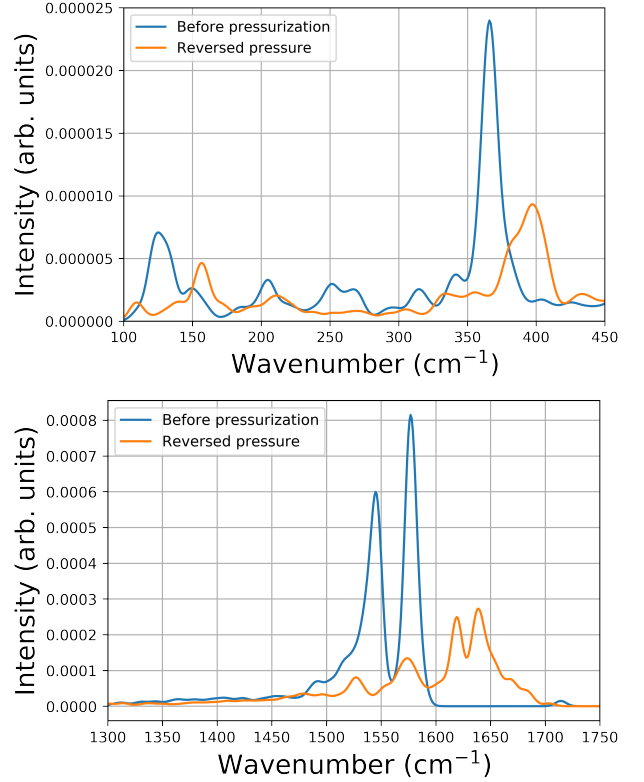 0.000025
0.000020
0.000015
0.000010
0.000005
0.000000
Intensity (arb. units)
Before pressurization
Reversed pressure
100 150 200 250 300 350 400 450
Wavenumber (cm⁻¹)
0.0008
0.0007
0.0006
0.0005
0.0004
0.0003
0.0002
0.0001
0.0000
Intensity (arb. units)
Before pressurization
Reversed pressure
1300 1350 1400 1450 1500 1550 1600 1650 1700 1750
Wavenumber (cm⁻¹)